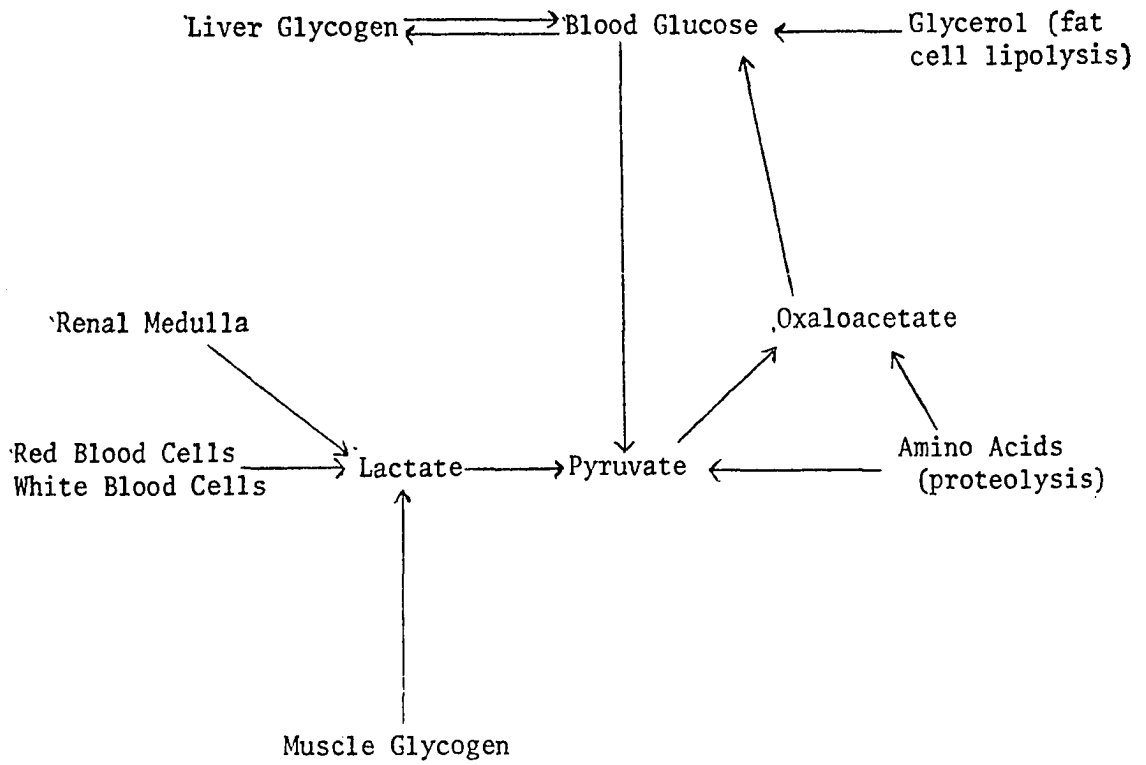 Liver Glycogen
Blood Glucose
Glycerol (fat
cell lipolysis)
Renal Medulla
Oxaloacetate
Red Blood Cells
White Blood Cells
Lactate
Pyruvate
Amino Acids
(proteolysis)
Muscle Glycogen